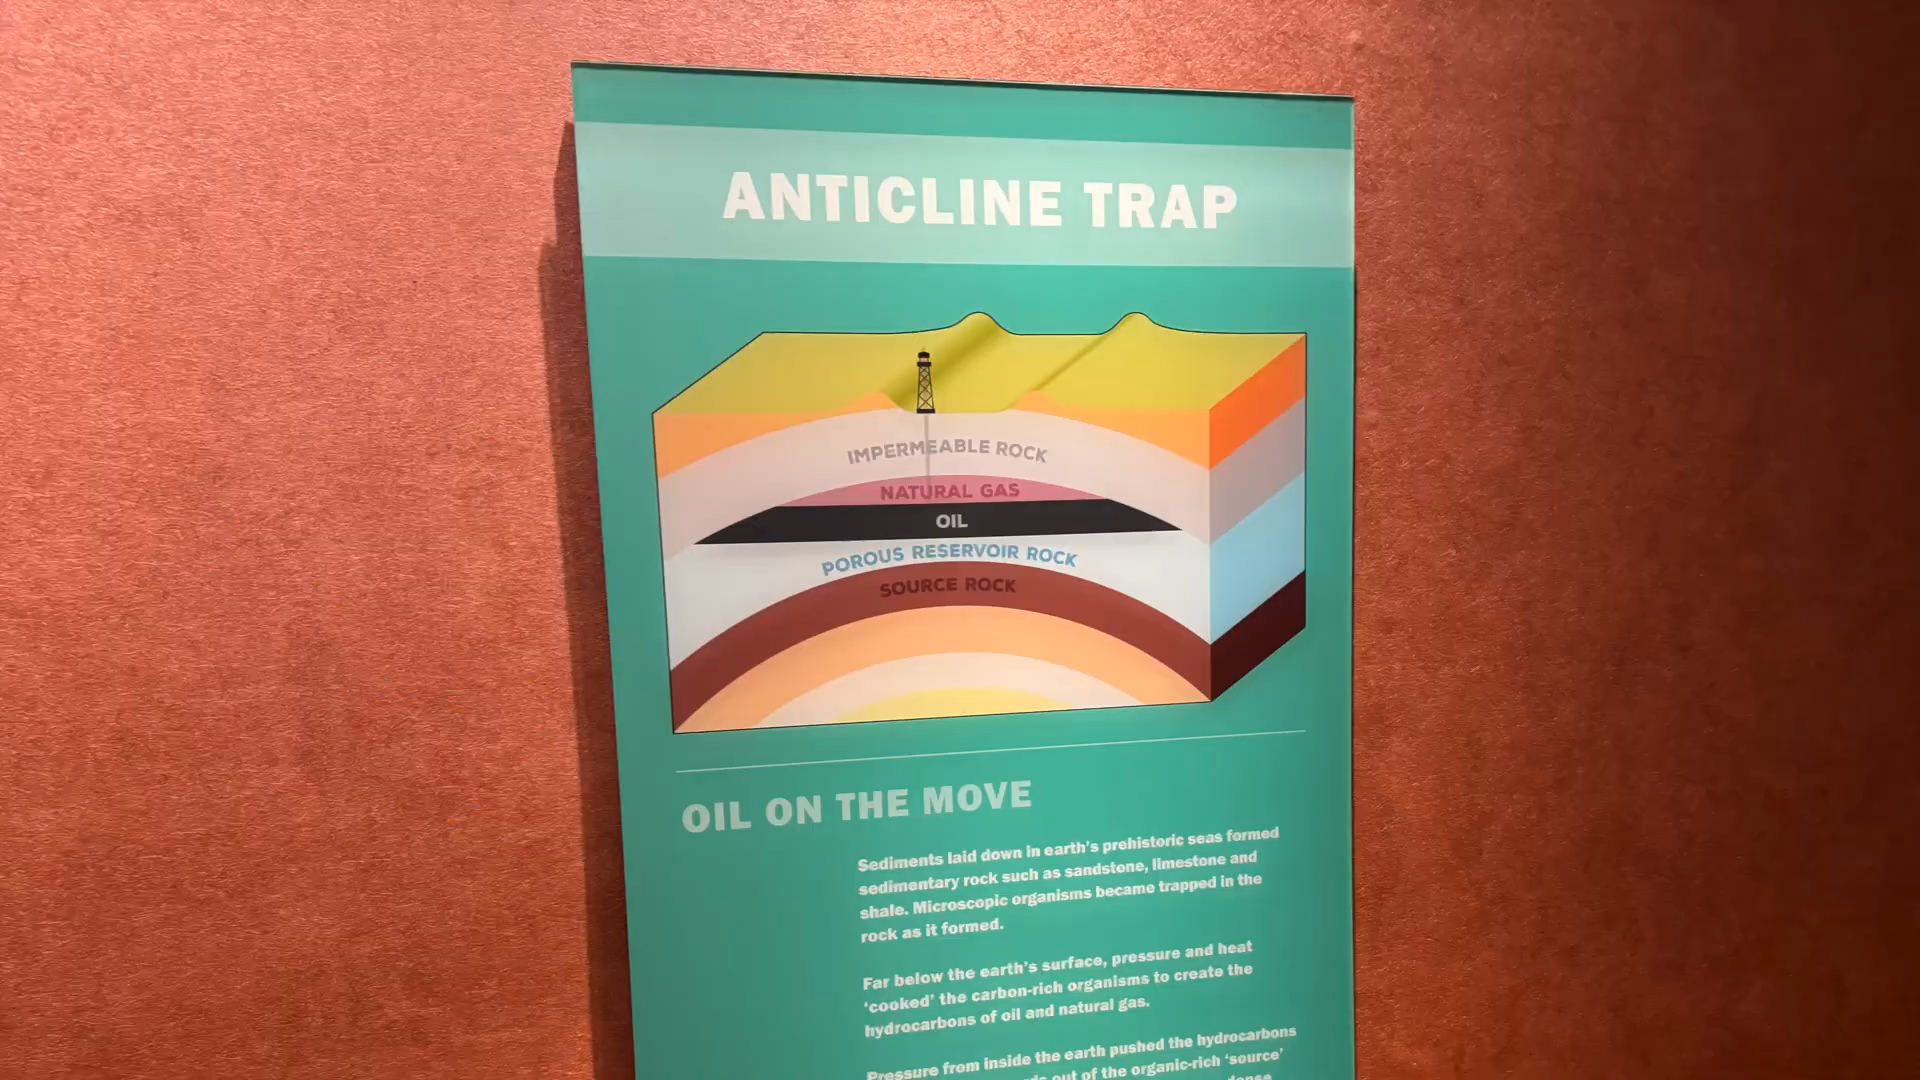 ANTICLINE TRAP
IMPERMEABLE ROCK
NATURAL GAS
OIL
POROUS RESERVOIR ROCK
SOURCE ROCK
OIL ON THE MOVE
Sediments laid down in earth's prehistoric seas formed
sedimentary rock such as sandstone, limestone and
shale. Microscopic organisms became trapped in the
rock as it formed.
Far below the earth's surface, pressure and heat
'cooked' the carbon-rich organisms to create the
hydrocarbons of oil and natural gas.
Pressure from inside the earth pushed the hydrocarbons
out of the organic-rich 'source'
dense